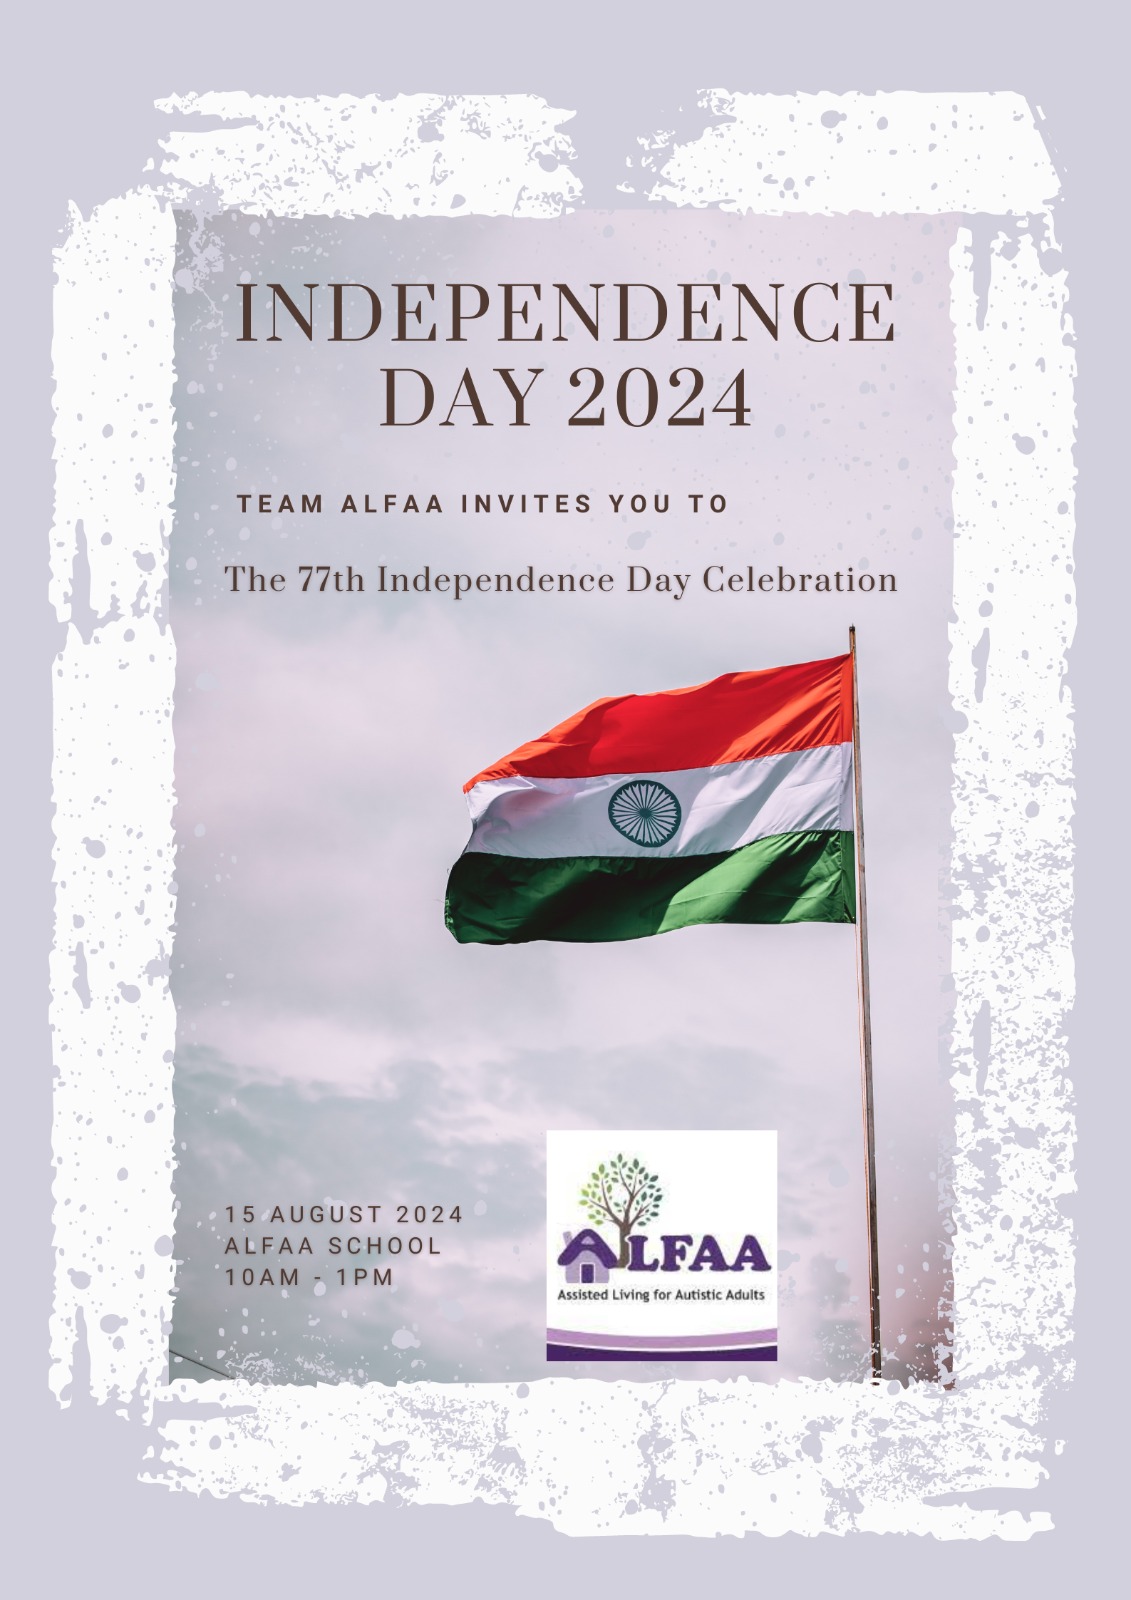 INDEPENDENCE
DAY 2024
TEAM ALFAA INVITES YOU TO
The 77th Independence Day Celebration
15 AUGUST 2024
ALFAA SCHOOL
10AM - 1PM
ALFAA
Assisted Living for Autistic Adults